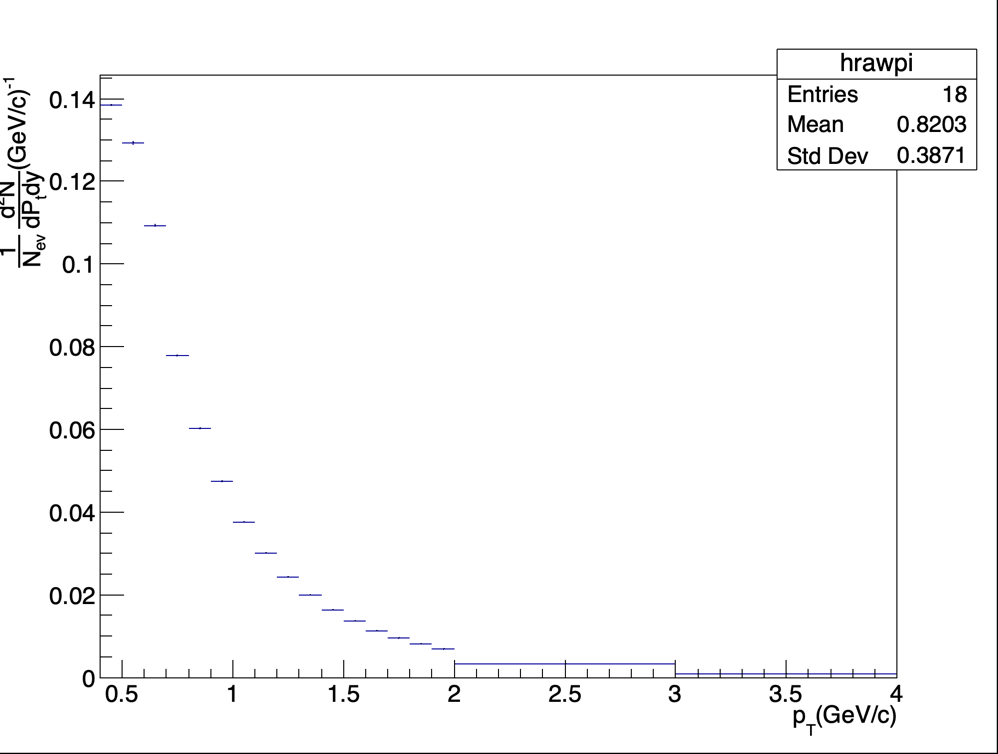 hrawpi
Entries 18
Mean 0.8203
Std Dev 0.3871
1
N_ev
d²N
dP_tdy
(GeV/c)⁻¹
0.14
0.12
0.1
0.08
0.06
0.04
0.02
0
0.5 1 1.5 2 2.5 3 3.5 4
p_T(GeV/c)